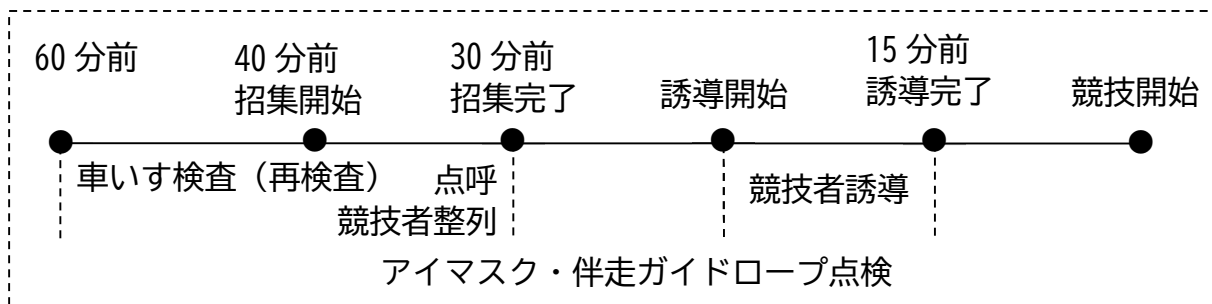 60 分前
40 分前
招集開始
30 分前
招集完了
誘導開始
15 分前
誘導完了
競技開始
車いす検査（再検査）
点呼
競技者整列
競技者誘導
アイマスク・伴走ガイドロープ点検